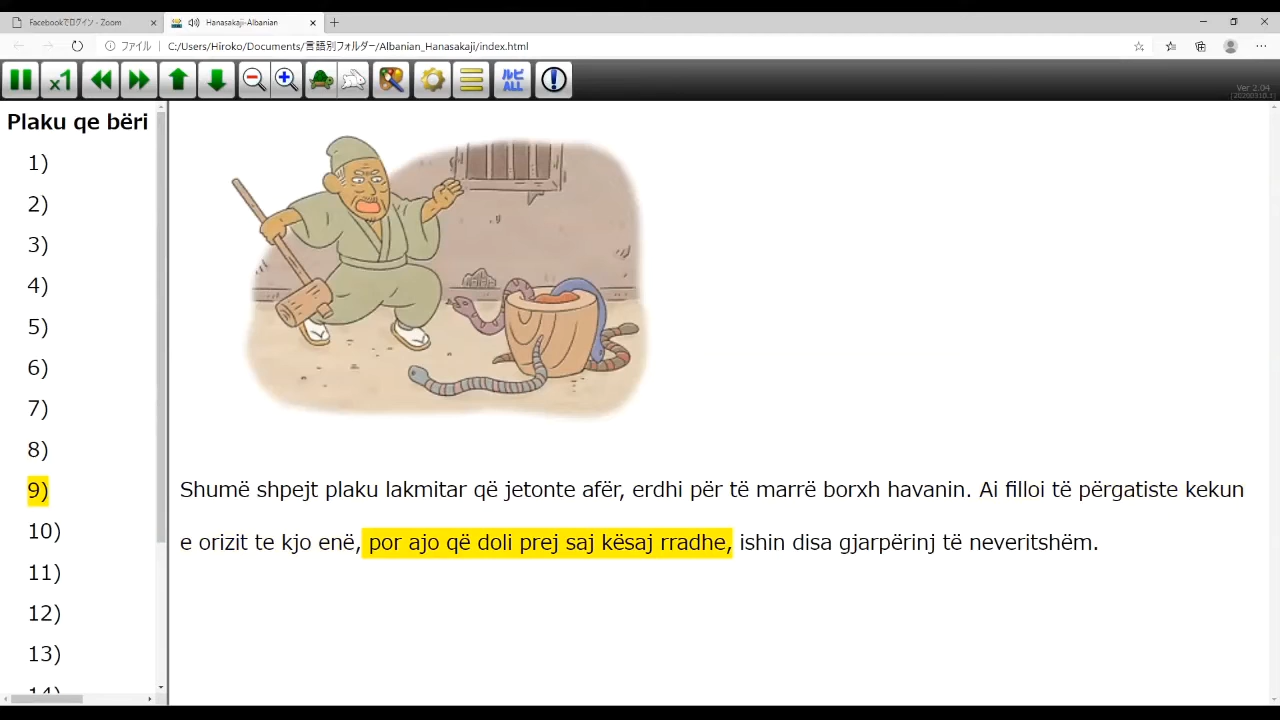 Facebookでログイン - Zoom
Hanasakaji-Albanian
ファイル
C:/Users/Hiroko/Documents/言語別フォルダー/Albanian_Hanasakaji/index.html
x1
ルビ
ALL
Ver 2.04
[20200310.1]
Plaku qe bëri
1)
2)
3)
4)
5)
6)
7)
8)
9)
10)
11)
12)
13)
14)
Shumë shpejt plaku lakmitar që jetonte afër, erdhi për të marrë borxh havanin. Ai filloi të përgatiste kekun
e orizit te kjo enë, por ajo që doli prej saj kësaj rradhe, ishin disa gjarpërinj të neveritshëm.